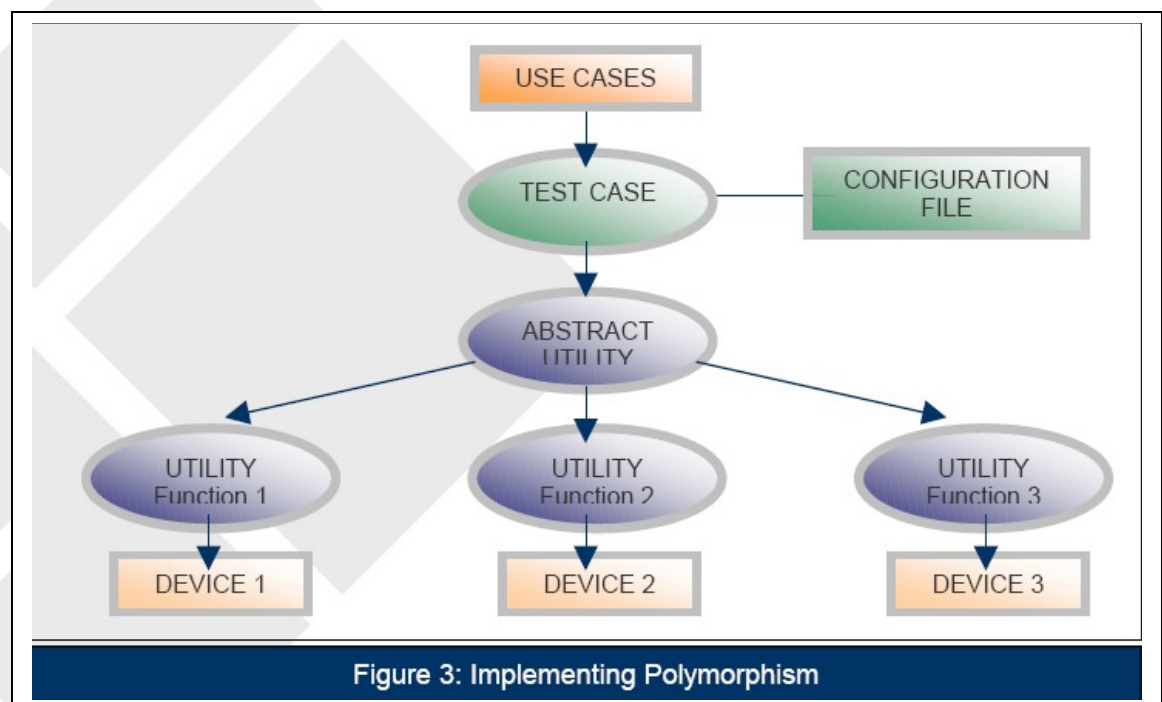 USE CASES
TEST CASE
CONFIGURATION
FILE
ABSTRACT
UTILITY
UTILITY
Function 1
UTILITY
Function 2
UTILITY
Function 3
DEVICE 1
DEVICE 2
DEVICE 3
Figure 3: Implementing Polymorphism